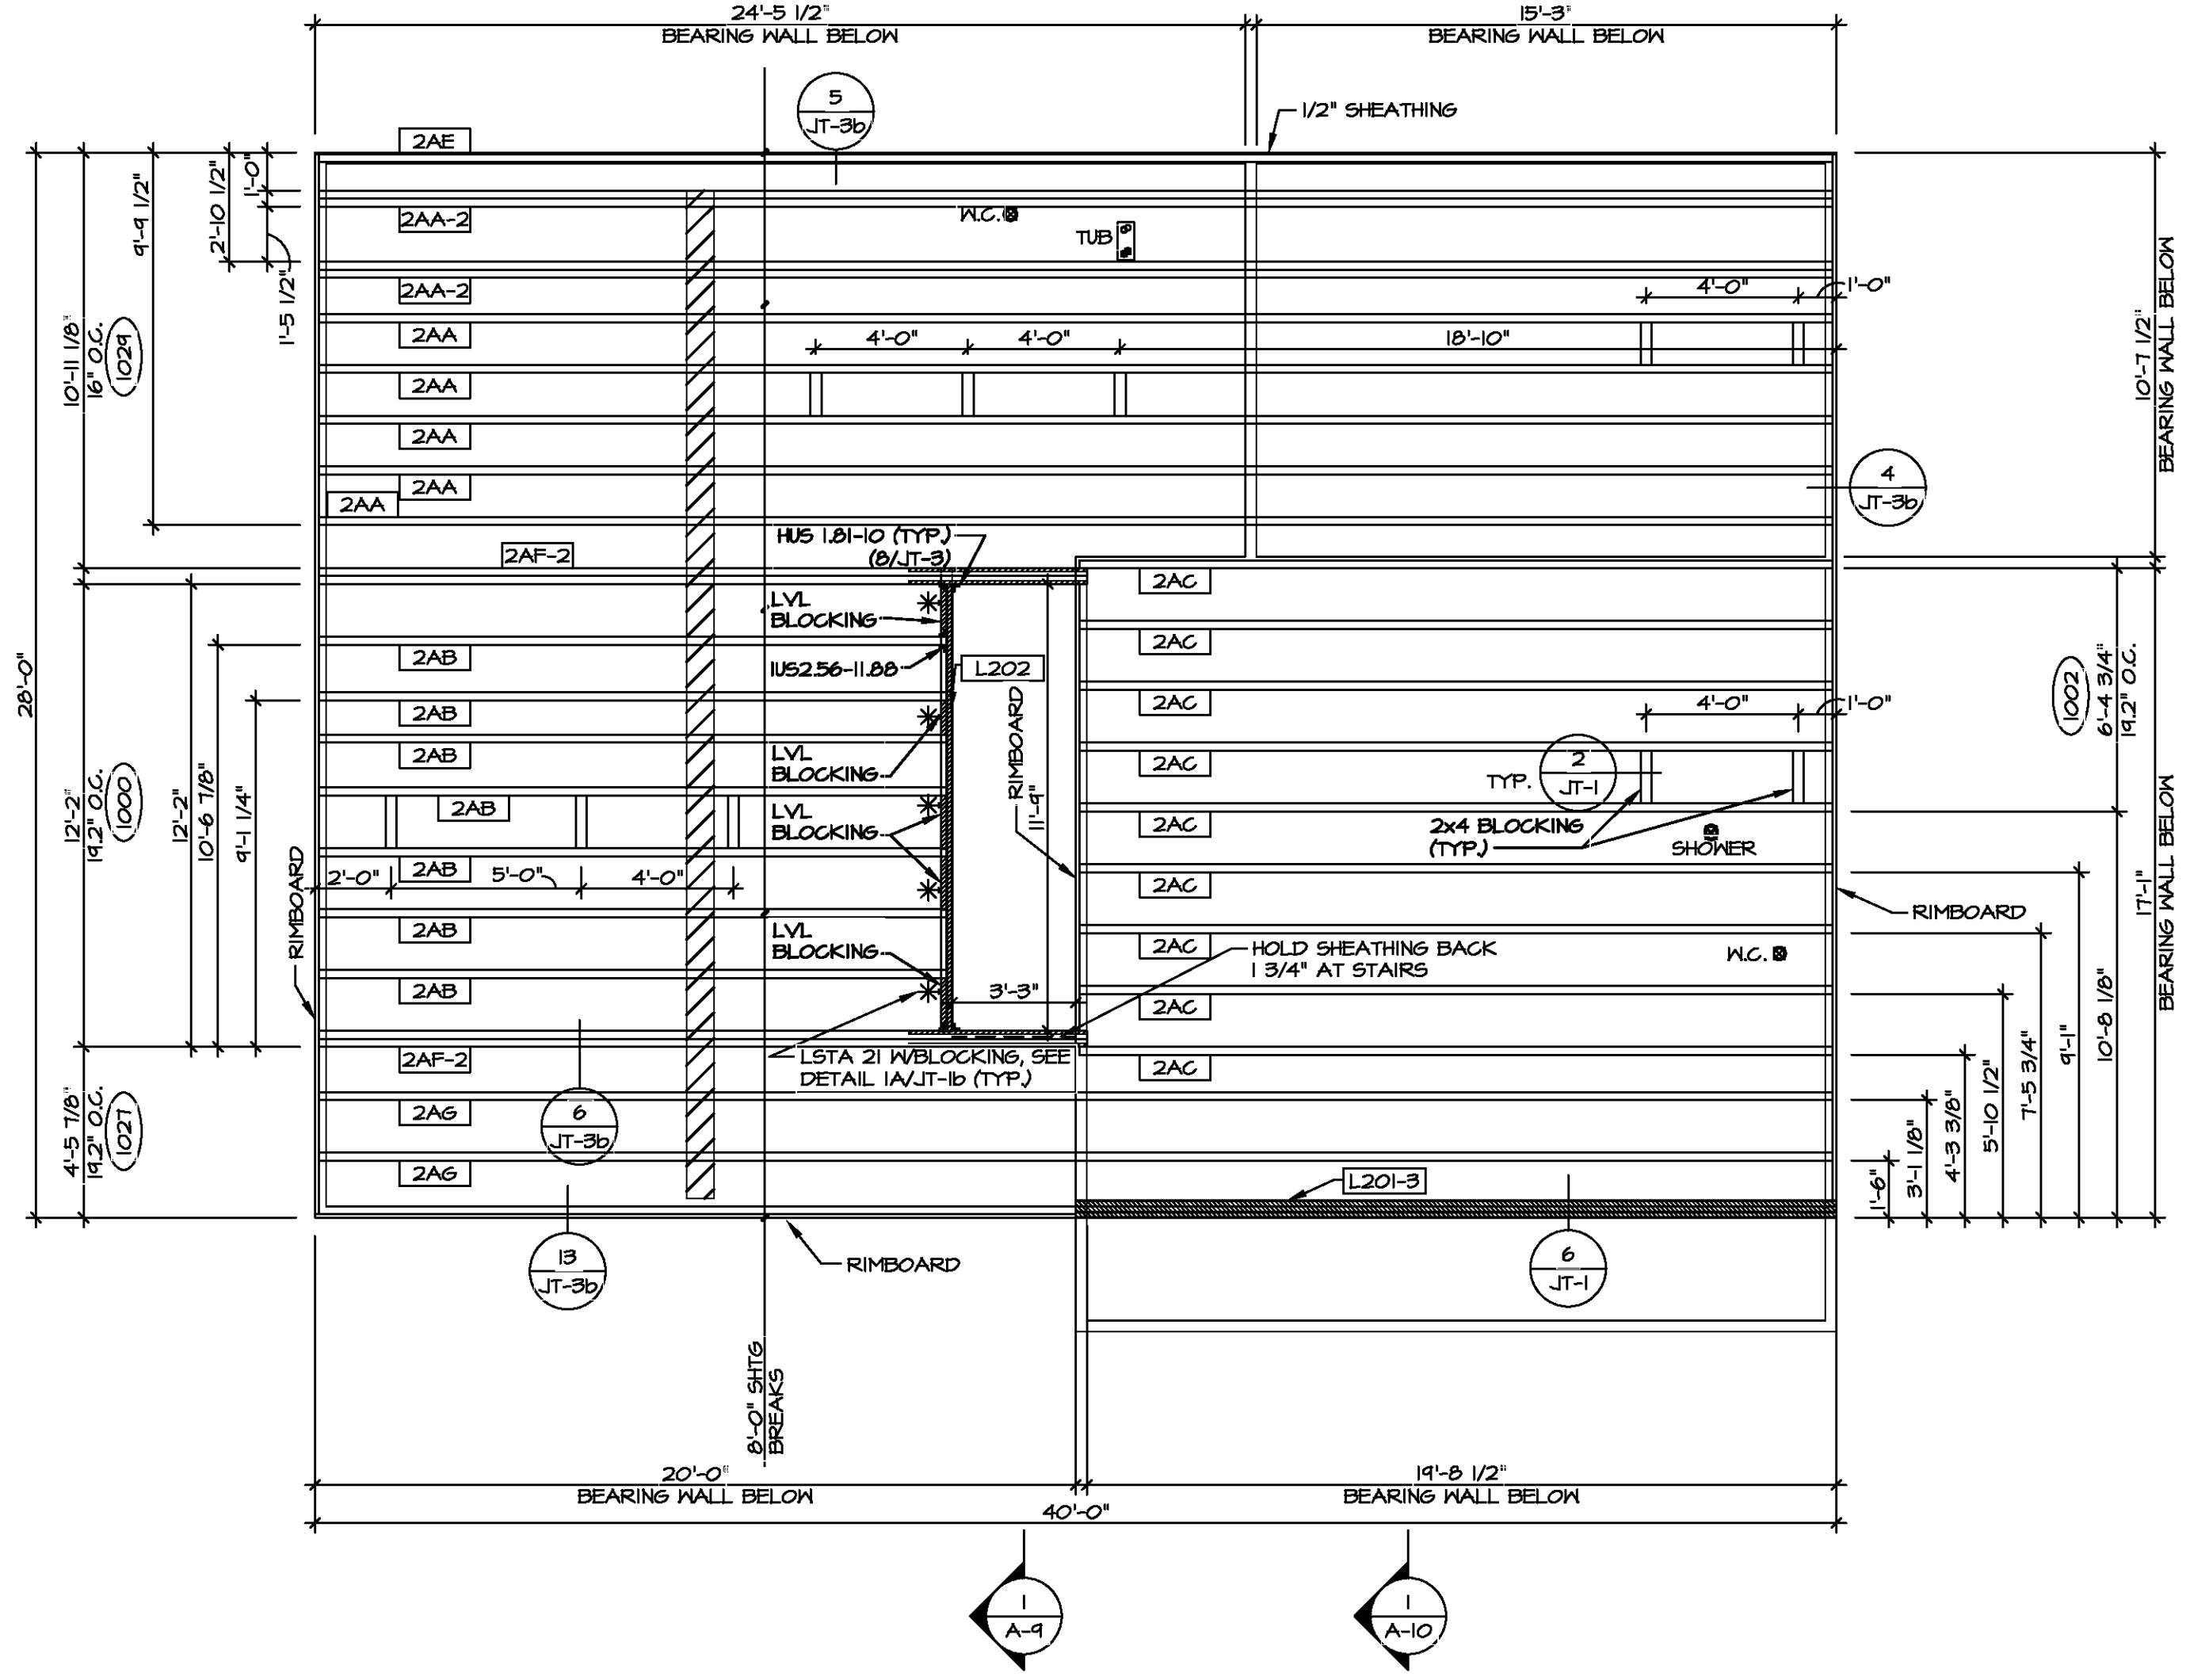 24'-5 1/2"
BEARING WALL BELOW
15'-3"
BEARING WALL BELOW
5
JT-3b
1/2" SHEATHING
2AE
1'-0"
2'-10 1/2"
9'-9 1/2"
1'-5 1/2"
10'-11 1/8"
16" O.C.
1029
28'-0"
2AA-2
W.C.
TUB
2AA-2
4'-0"
1'-0"
2AA
4'-0"
4'-0"
18'-10"
2AA
2AA
2AA
2AA
10'-7 1/2"
BEARING WALL BELOW
4
JT-3b
HUS 1.81-10 (TYP.)
(8/JT-3)
2AF-2
2AC
LVL
BLOCKING
2AC
2AB
IUS2.56-11.88
L202
RIMBOARD
11'-9"
2AC
4'-0"
1'-0"
2AB
2AB
LVL
BLOCKING
2AC
TYP.
2
JT-1
1002
6'-4 3/4"
19.2" O.C.
12'-2"
19.2" O.C.
1000
12'-2"
10'-6 7/8"
9'-1 1/4"
2AB
LVL
BLOCKING
2AC
2x4 BLOCKING
(TYP.)
SHOWER
RIMBOARD
2'-0"
2AB
5'-0"
4'-0"
2AC
RIMBOARD
2AB
LVL
BLOCKING
2AC
HOLD SHEATHING BACK
1 3/4" AT STAIRS
W.C.
2AB
3'-3"
2AC
17'-1"
BEARING WALL BELOW
10'-8 1/8"
9'-1"
7'-5 3/4"
5'-10 1/2"
4'-3 3/8"
3'-1 1/8"
1'-6"
2AF-2
LSTA 21 W/BLOCKING, SEE
DETAIL 1A/JT-1b (TYP.)
2AC
4'-5 7/8"
19.2" O.C.
1027
2AG
6
JT-3b
2AG
L201-3
13
JT-3b
RIMBOARD
6
JT-1
8'-0" SHTG
BREAKS
20'-0"
BEARING WALL BELOW
19'-8 1/2"
BEARING WALL BELOW
40'-0"
1
A-9
1
A-10